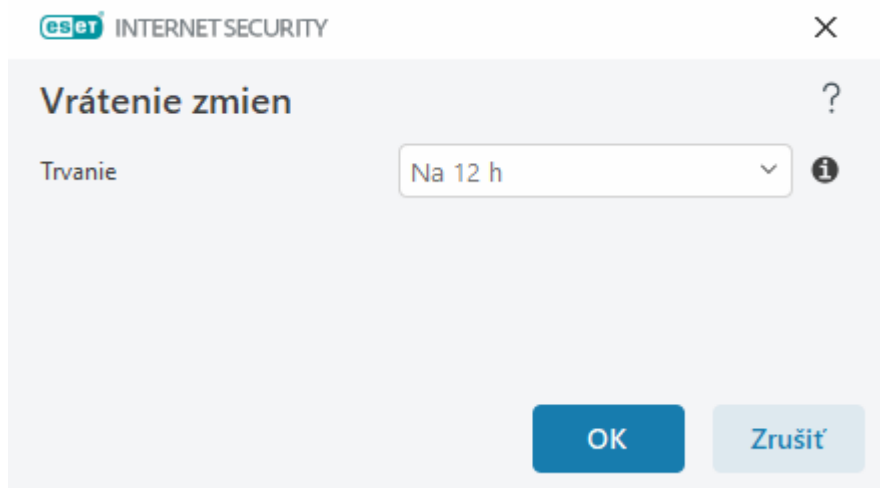 eset INTERNET SECURITY
Vrátenie zmien
Trvanie
Na 12 h
OK
Zrušiť